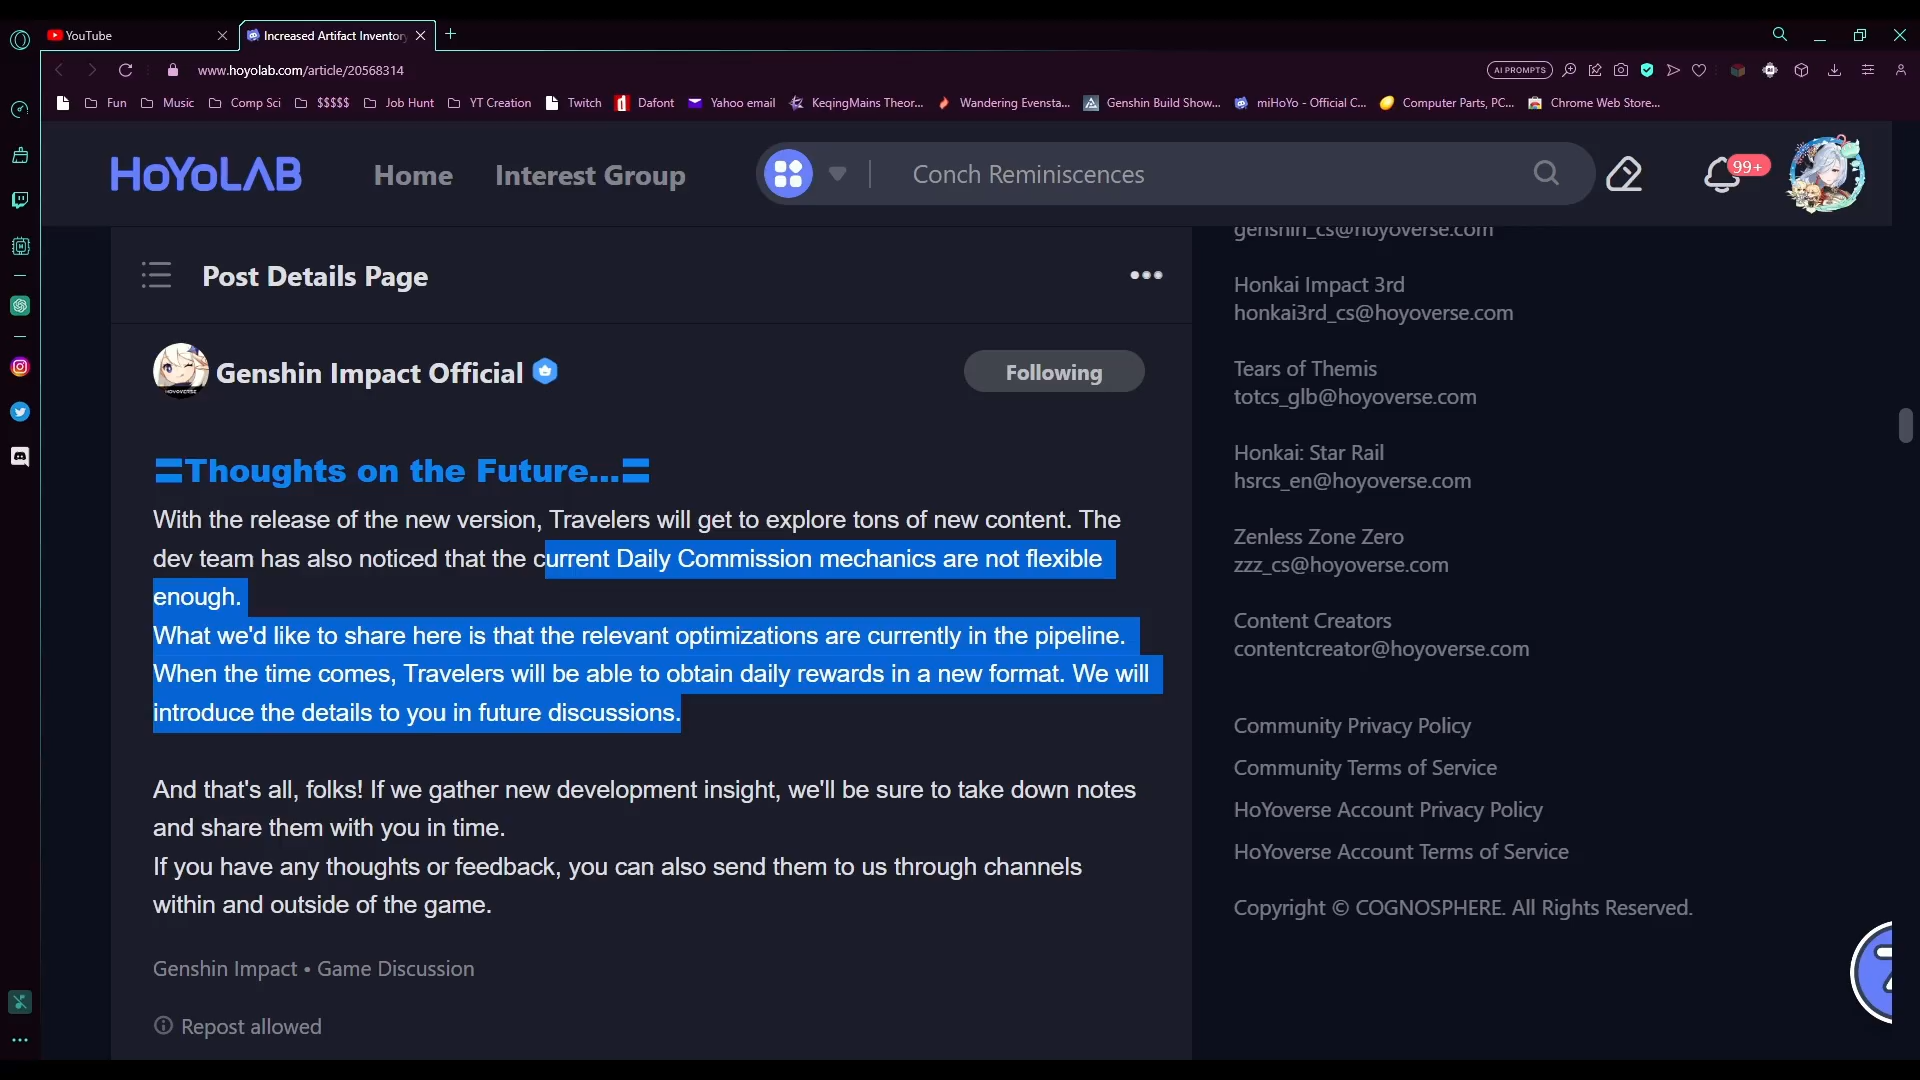 YouTube
Increased Artifact Inventory
www.hoyolab.com/article/20568314
AI PROMPTS
Fun
Music
Comp Sci
$$$$$
Job Hunt
YT Creation
Twitch
Dafont
Yahoo email
KeqingMains Theor...
Wandering Evensta...
Genshin Build Show...
miHoYo - Official C...
Computer Parts, PC...
Chrome Web Store...
HoYoLAB
Home
Interest Group
Conch Reminiscences
99+
Post Details Page
Genshin Impact Official
Following
〓Thoughts on the Future...〓
With the release of the new version, Travelers will get to explore tons of new content. The
dev team has also noticed that the current Daily Commission mechanics are not flexible
enough.
What we'd like to share here is that the relevant optimizations are currently in the pipeline.
When the time comes, Travelers will be able to obtain daily rewards in a new format. We will
introduce the details to you in future discussions.
And that's all, folks! If we gather new development insight, we'll be sure to take down notes
and share them with you in time.
If you have any thoughts or feedback, you can also send them to us through channels
within and outside of the game.
Genshin Impact • Game Discussion
Repost allowed
genshin_cs@hoyoverse.com
Honkai Impact 3rd
honkai3rd_cs@hoyoverse.com
Tears of Themis
totcs_glb@hoyoverse.com
Honkai: Star Rail
hsrcs_en@hoyoverse.com
Zenless Zone Zero
zzz_cs@hoyoverse.com
Content Creators
contentcreator@hoyoverse.com
Community Privacy Policy
Community Terms of Service
HoYoverse Account Privacy Policy
HoYoverse Account Terms of Service
Copyright © COGNOSPHERE. All Rights Reserved.